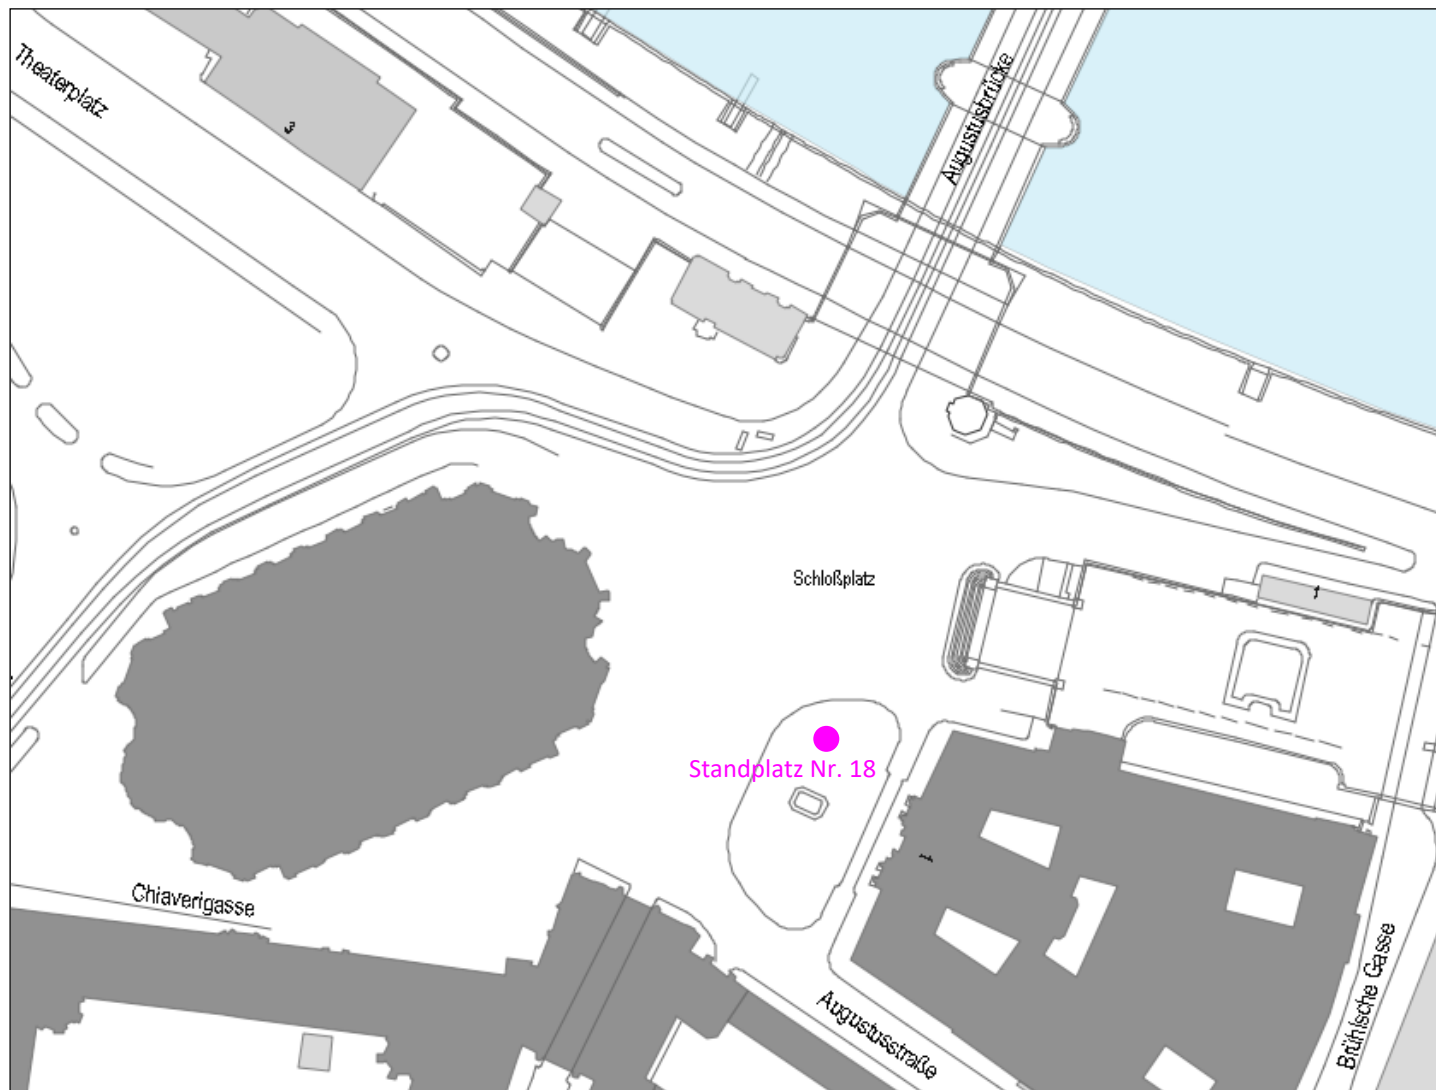 Theaterplatz
Augustusbrücke
3
Schloßplatz
1
Standplatz Nr. 18
1
Chiaverigasse
Augustusstraße
Brühlsche Gasse